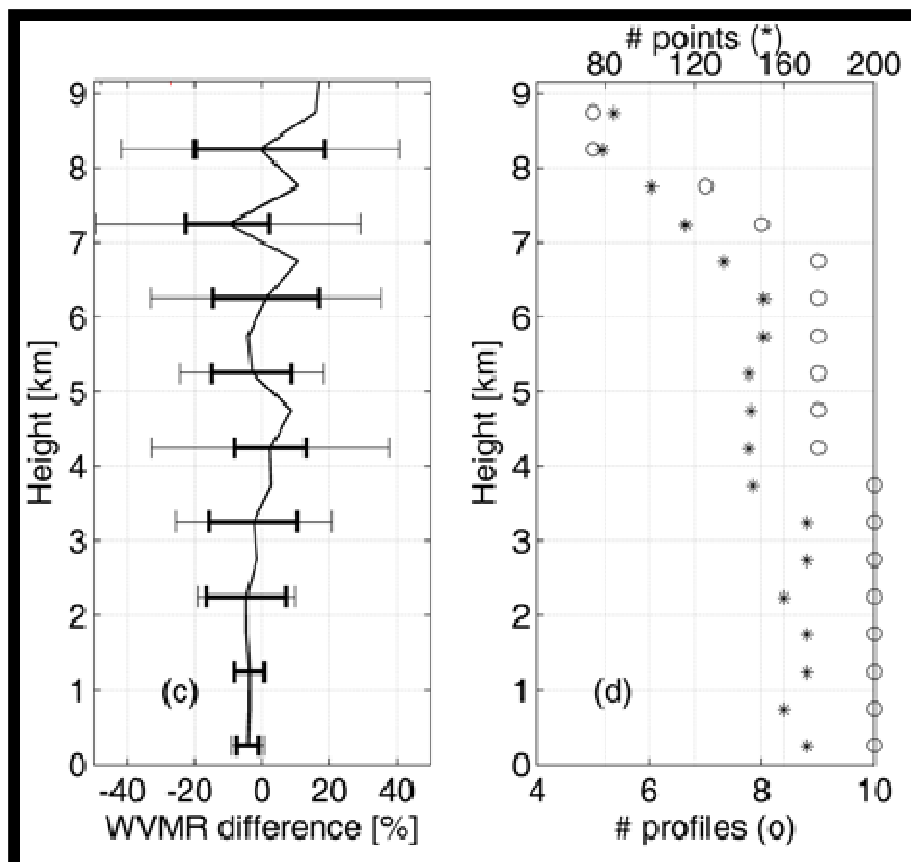 9
8
7
6
5
4
3
2
1
0
Height [km]
(c)
-40 -20 0 20
WVMR difference [%]
# points (*)
80 120 160 200
9
8
7
6
5
4
3
2
1
0
Height [km]
(d)
4 6 8 10
# profiles (o)